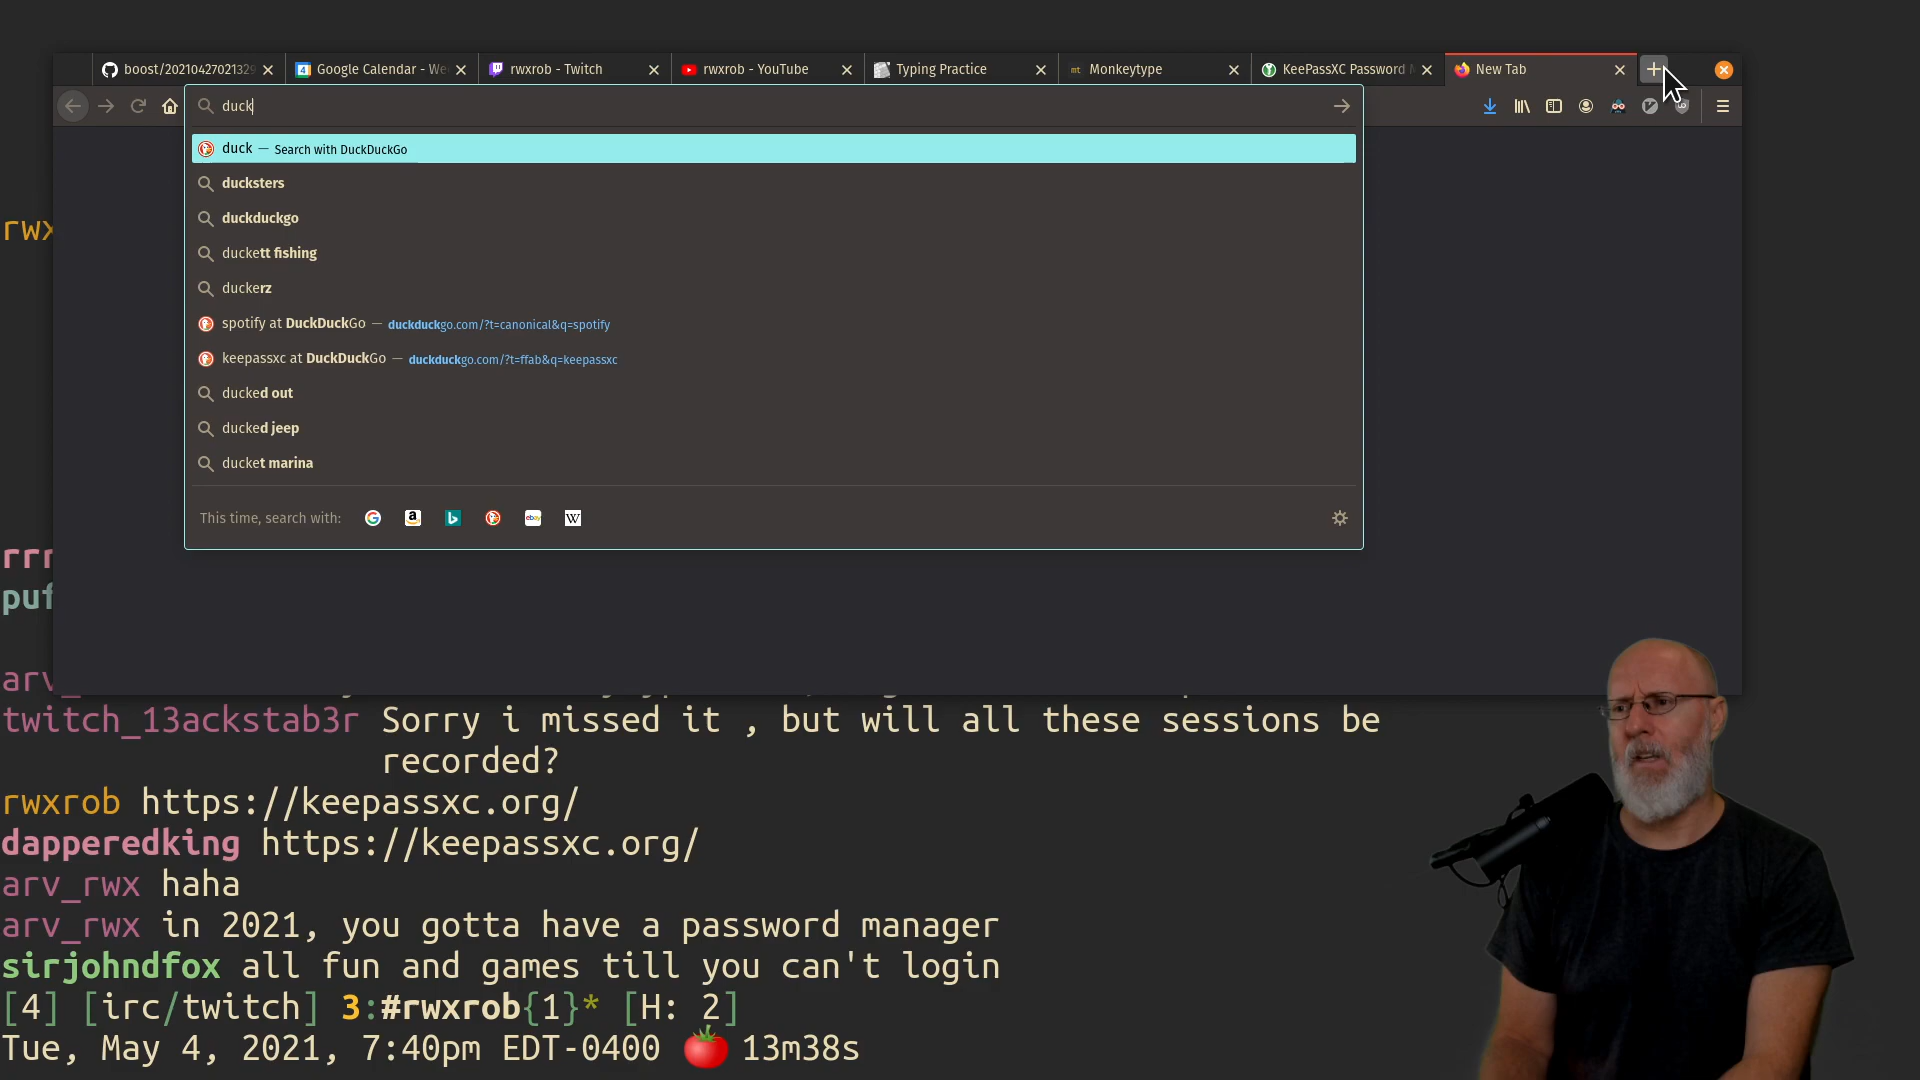 boost/20210427021329
Google Calendar - We
rwxrob - Twitch
rwxrob - YouTube
Typing Practice
mt
Monkeytype
KeePassXC Password
New Tab
duck
duck — Search with DuckDuckGo
ducksters
duckduckgo
duckett fishing
duckerz
spotify at DuckDuckGo — duckduckgo.com/?t=canonical&q=spotify
keepassxc at DuckDuckGo — duckduckgo.com/?t=ffab&q=keepassxc
ducked out
ducked jeep
ducket marina
This time, search with:
rwx
rrr
puf
arv_
twitch_13ackstab3r Sorry i missed it , but will all these sessions be
recorded?
rwxrob https://keepassxc.org/
dapperedking https://keepassxc.org/
arv_rwx haha
arv_rwx in 2021, you gotta have a password manager
sirjohndfox all fun and games till you can't login
[4] [irc/twitch] 3:#rwxrob{1}* [H: 2]
Tue, May 4, 2021, 7:40pm EDT-0400 🍅 13m38s